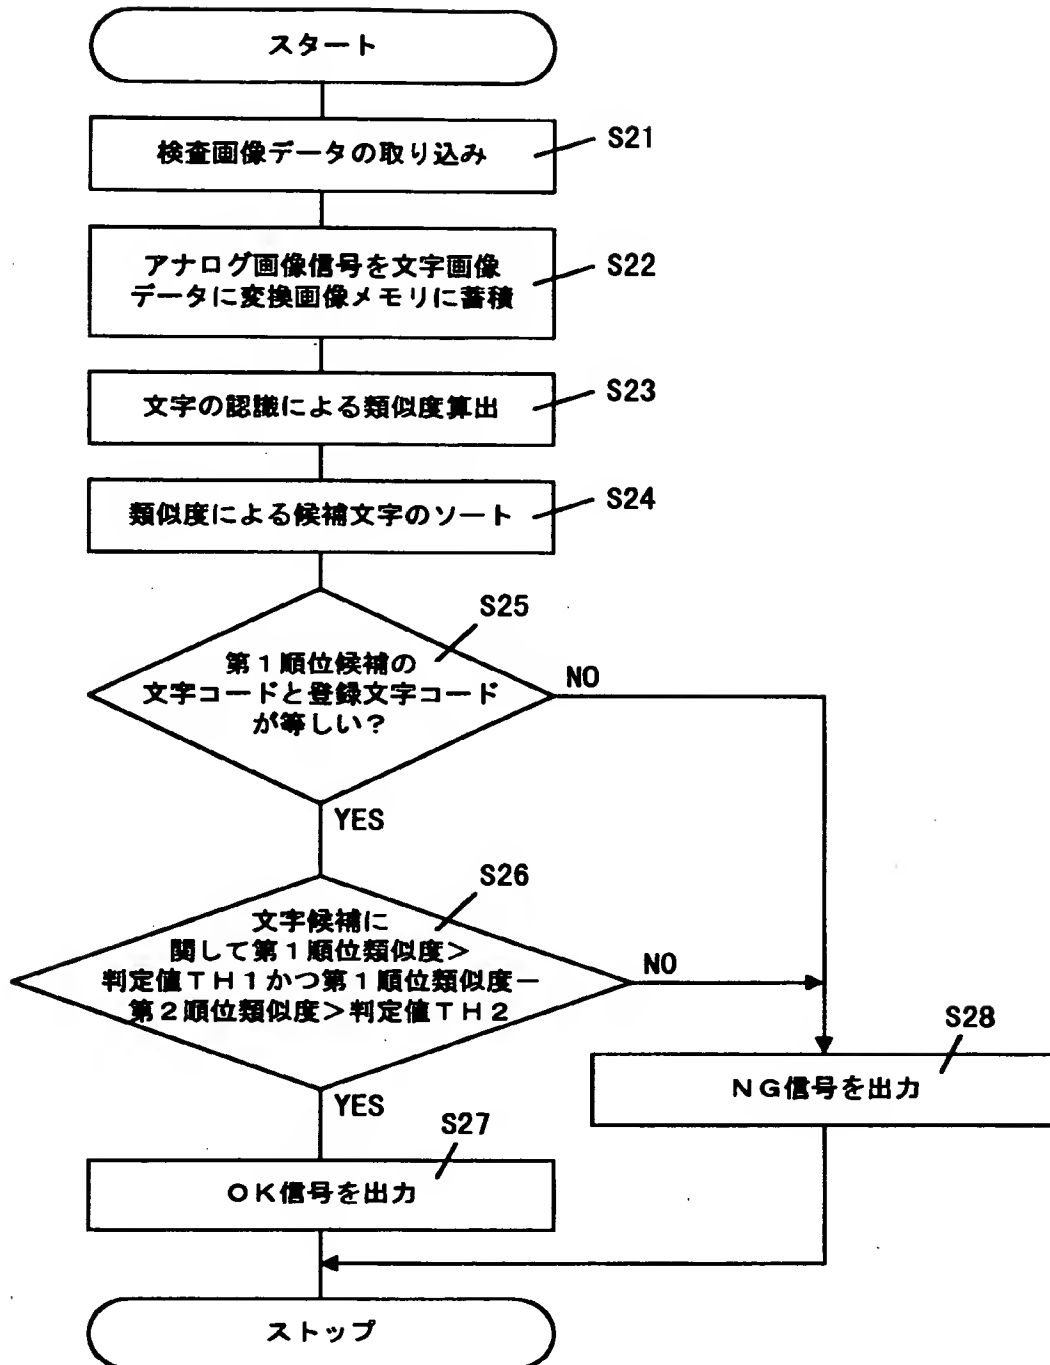 スタート
検査画像データの取り込み
S21
アナログ画像信号を文字画像
データに変換画像メモリに蓄積
S22
文字の認識による類似度算出
S23
類似度による候補文字のソート
S24
S25
第1順位候補の
文字コードと登録文字コード
が等しい?
NO
YES
S26
文字候補に
関して第1順位類似度>
判定値TH1かつ第1順位類似度-
第2順位類似度>判定値TH2
NO
YES
S28
NG信号を出力
S27
OK信号を出力
ストップ